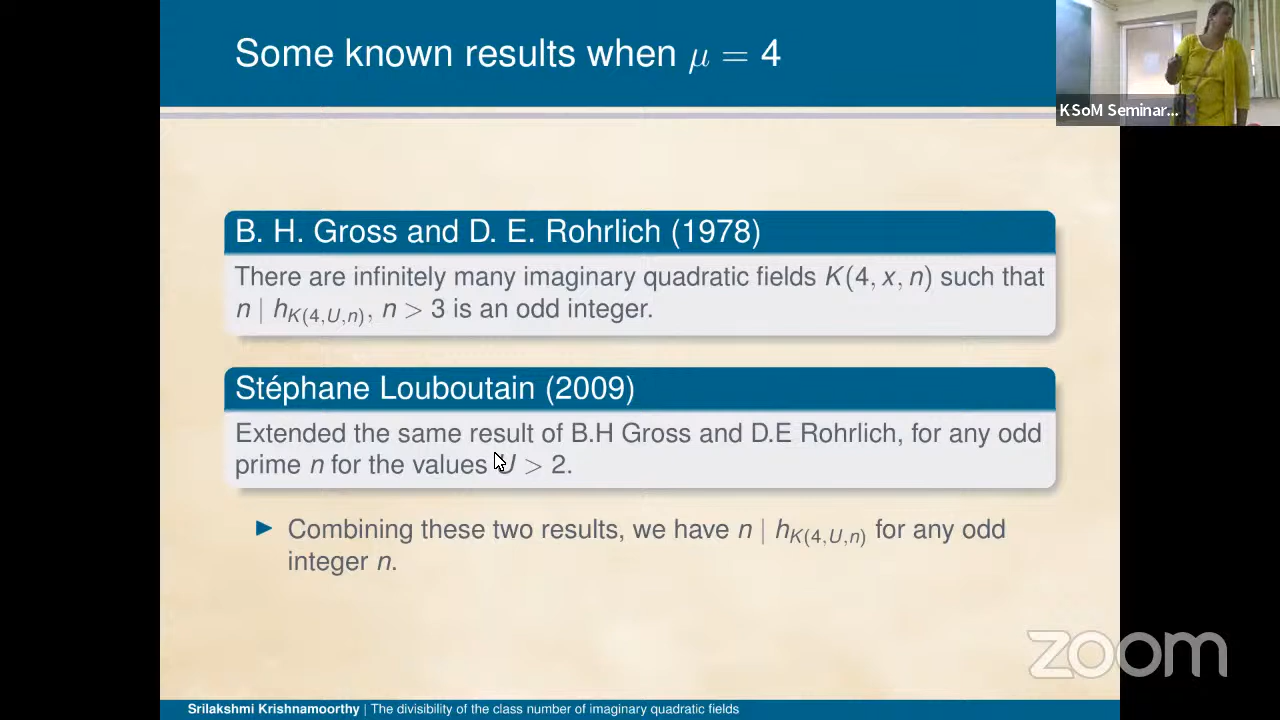 Some known results when μ = 4
KSoM Seminar...
B. H. Gross and D. E. Rohrlich (1978)
There are infinitely many imaginary quadratic fields K(4, x, n) such that
n | h_{K(4,U,n)}, n > 3 is an odd integer.
Stéphane Louboutain (2009)
Extended the same result of B.H Gross and D.E Rohrlich, for any odd
prime n for the values U > 2.
► Combining these two results, we have n | h_{K(4,U,n)} for any odd
integer n.
zoom
Srilakshmi Krishnamoorthy | The divisibility of the class number of imaginary quadratic fields